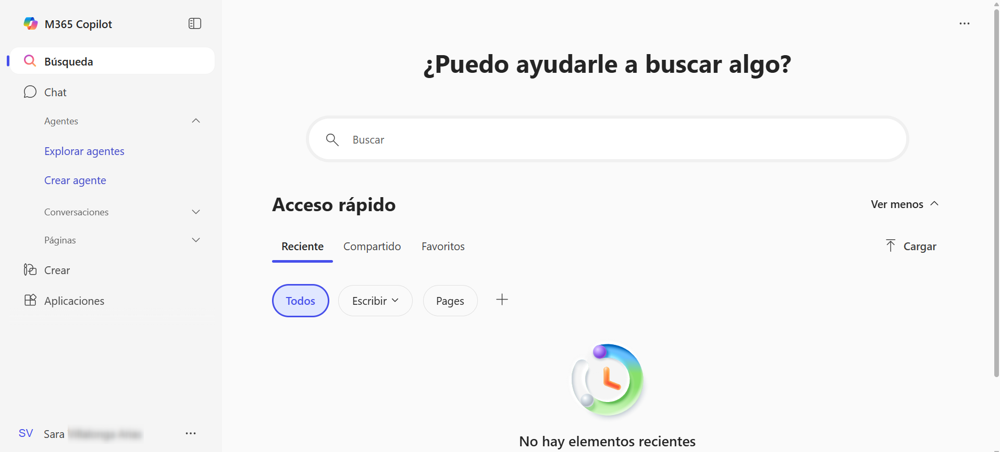 M365 Copilot
Búsqueda
Chat
Agentes
Explorar agentes
Crear agente
Conversaciones
Páginas
Crear
Aplicaciones
SV Sara
¿Puedo ayudarle a buscar algo?
Buscar
Acceso rápido
Ver menos
Reciente Compartido Favoritos
Cargar
Todos Escribir Pages
No hay elementos recientes